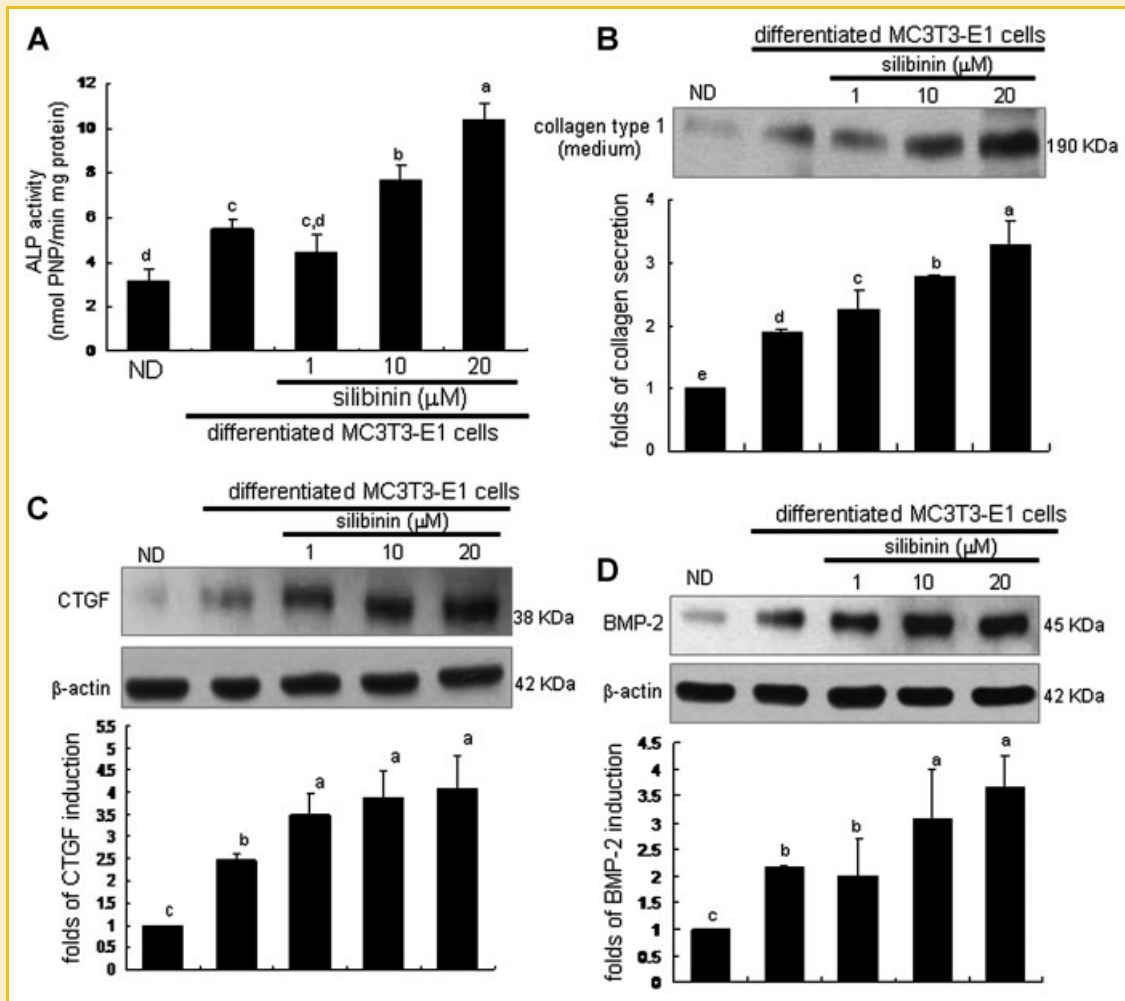 A
ALP activity
(nmol PNP/min mg protein)
12
10
8
6
4
2
0
d
c
c,d
b
a
ND
1 10 20
silibinin (μM)
differentiated MC3T3-E1 cells
B
differentiated MC3T3-E1 cells
silibinin (μM)
ND 1 10 20
collagen type 1
(medium)
190 KDa
folds of collagen secretion
4
3
2
1
0
e
d
c
b
a
C
differentiated MC3T3-E1 cells
silibinin (μM)
ND 1 10 20
CTGF
38 KDa
β-actin
42 KDa
folds of CTGF induction
5.5
5
4.5
4
3.5
3
2.5
2
1.5
1
0.5
0
c
b
a
a
a
D
differentiated MC3T3-E1 cells
silibinin (μM)
ND 1 10 20
BMP-2
45 KDa
β-actin
42 KDa
folds of BMP-2 induction
4.5
4
3.5
3
2.5
2
1.5
1
0.5
0
c
b
b
a
a